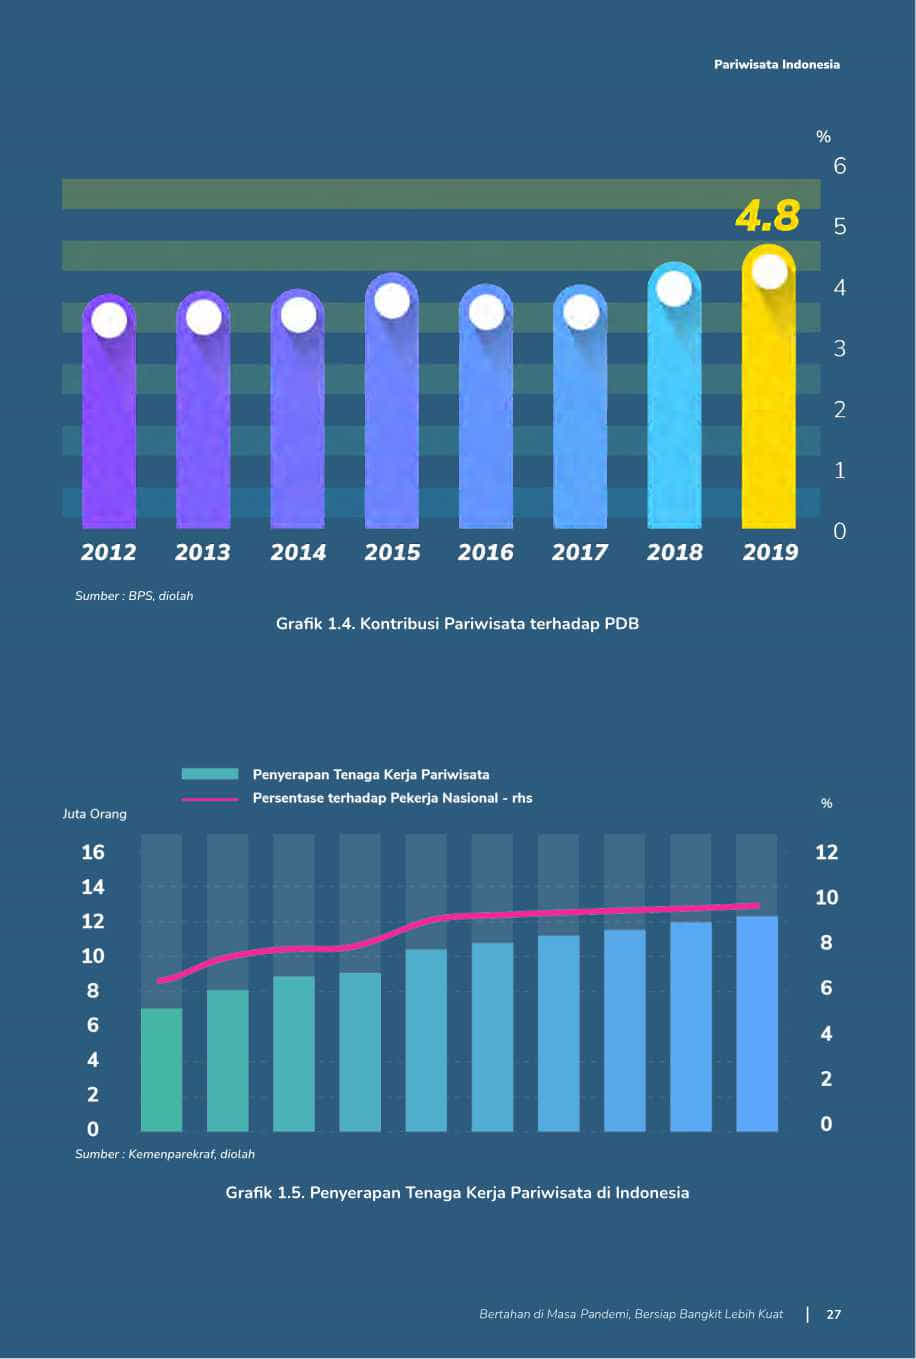 Pariwisata Indonesia
%
6
5
4
3
2
1
0
4.8
2012 2013 2014 2015 2016 2017 2018 2019
Sumber : BPS, diolah
Grafik 1.4. Kontribusi Pariwisata terhadap PDB
Penyerapan Tenaga Kerja Pariwisata
Persentase terhadap Pekerja Nasional - rhs
Juta Orang
%
16
14
12
10
8
6
4
2
0
12
10
8
6
4
2
0
Sumber : Kemenparekraf, diolah
Grafik 1.5. Penyerapan Tenaga Kerja Pariwisata di Indonesia
Bertahan di Masa Pandemi, Bersiap Bangkit Lebih Kuat | 27